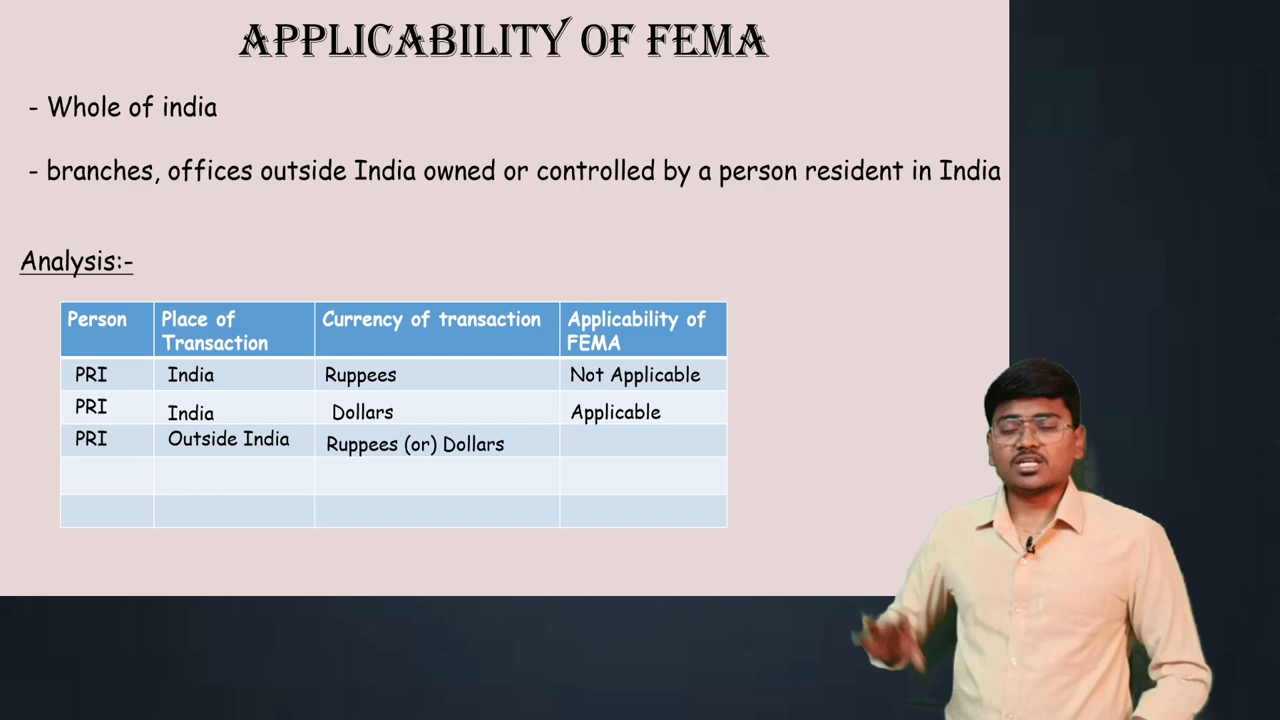 APPLICABILITY OF FEMA
- Whole of india
- branches, offices outside India owned or controlled by a person resident in India
Analysis:-
Person Place of Transaction Currency of transaction Applicability of FEMA
PRI India Ruppees Not Applicable
PRI India Dollars Applicable
PRI Outside India Ruppees (or) Dollars